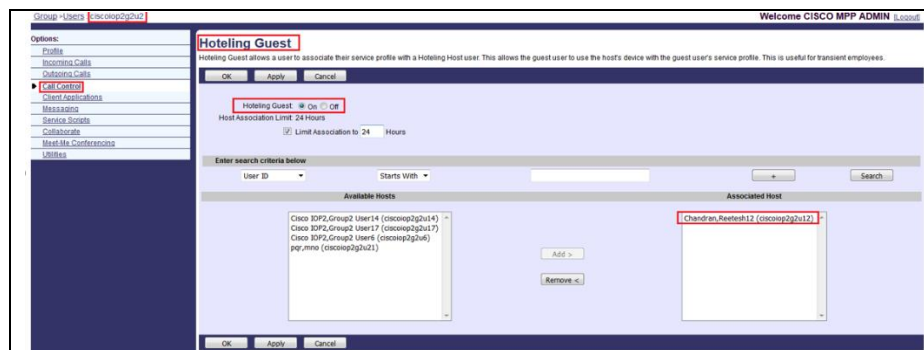 Group >Users : ciscoiop2g2u2
Welcome CISCO MPP ADMIN [Logout]
Options:
Profile
Incoming Calls
Outgoing Calls
Call Control
Client Applications
Messaging
Service Scripts
Collaborate
Meet-Me Conferencing
Utilities
Hoteling Guest
Hoteling Guest allows a user to associate their service profile with a Hoteling Host user. This allows the guest user to use the host's device with the guest user's service profile. This is useful for transient employees.
OK Apply Cancel
Hoteling Guest: On Off
Host Association Limit: 24 Hours
Limit Association to 24 Hours
Enter search criteria below
User ID Starts With + Search
Available Hosts Associated Host
Cisco IOP2,Group2 User14 (ciscoiop2g2u14)
Cisco IOP2,Group2 User17 (ciscoiop2g2u17)
Cisco IOP2,Group2 User6 (ciscoiop2g2u6)
pqr,mno (ciscoiop2g2u21)
Chandran,Reetesh12 (ciscoiop2g2u12)
Add >
Remove <
OK Apply Cancel